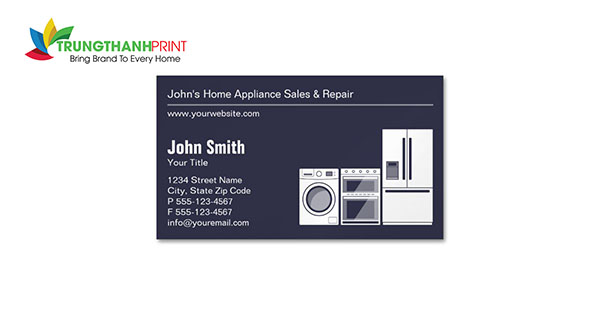 TRUNGTHANHPRINT
Bring Brand To Every Home
John's Home Appliance Sales & Repair
www.yourwebsite.com
John Smith
Your Title
1234 Street Name
City, State Zip Code
P 555-123-4567
F 555-123-4567
info@youremail.com